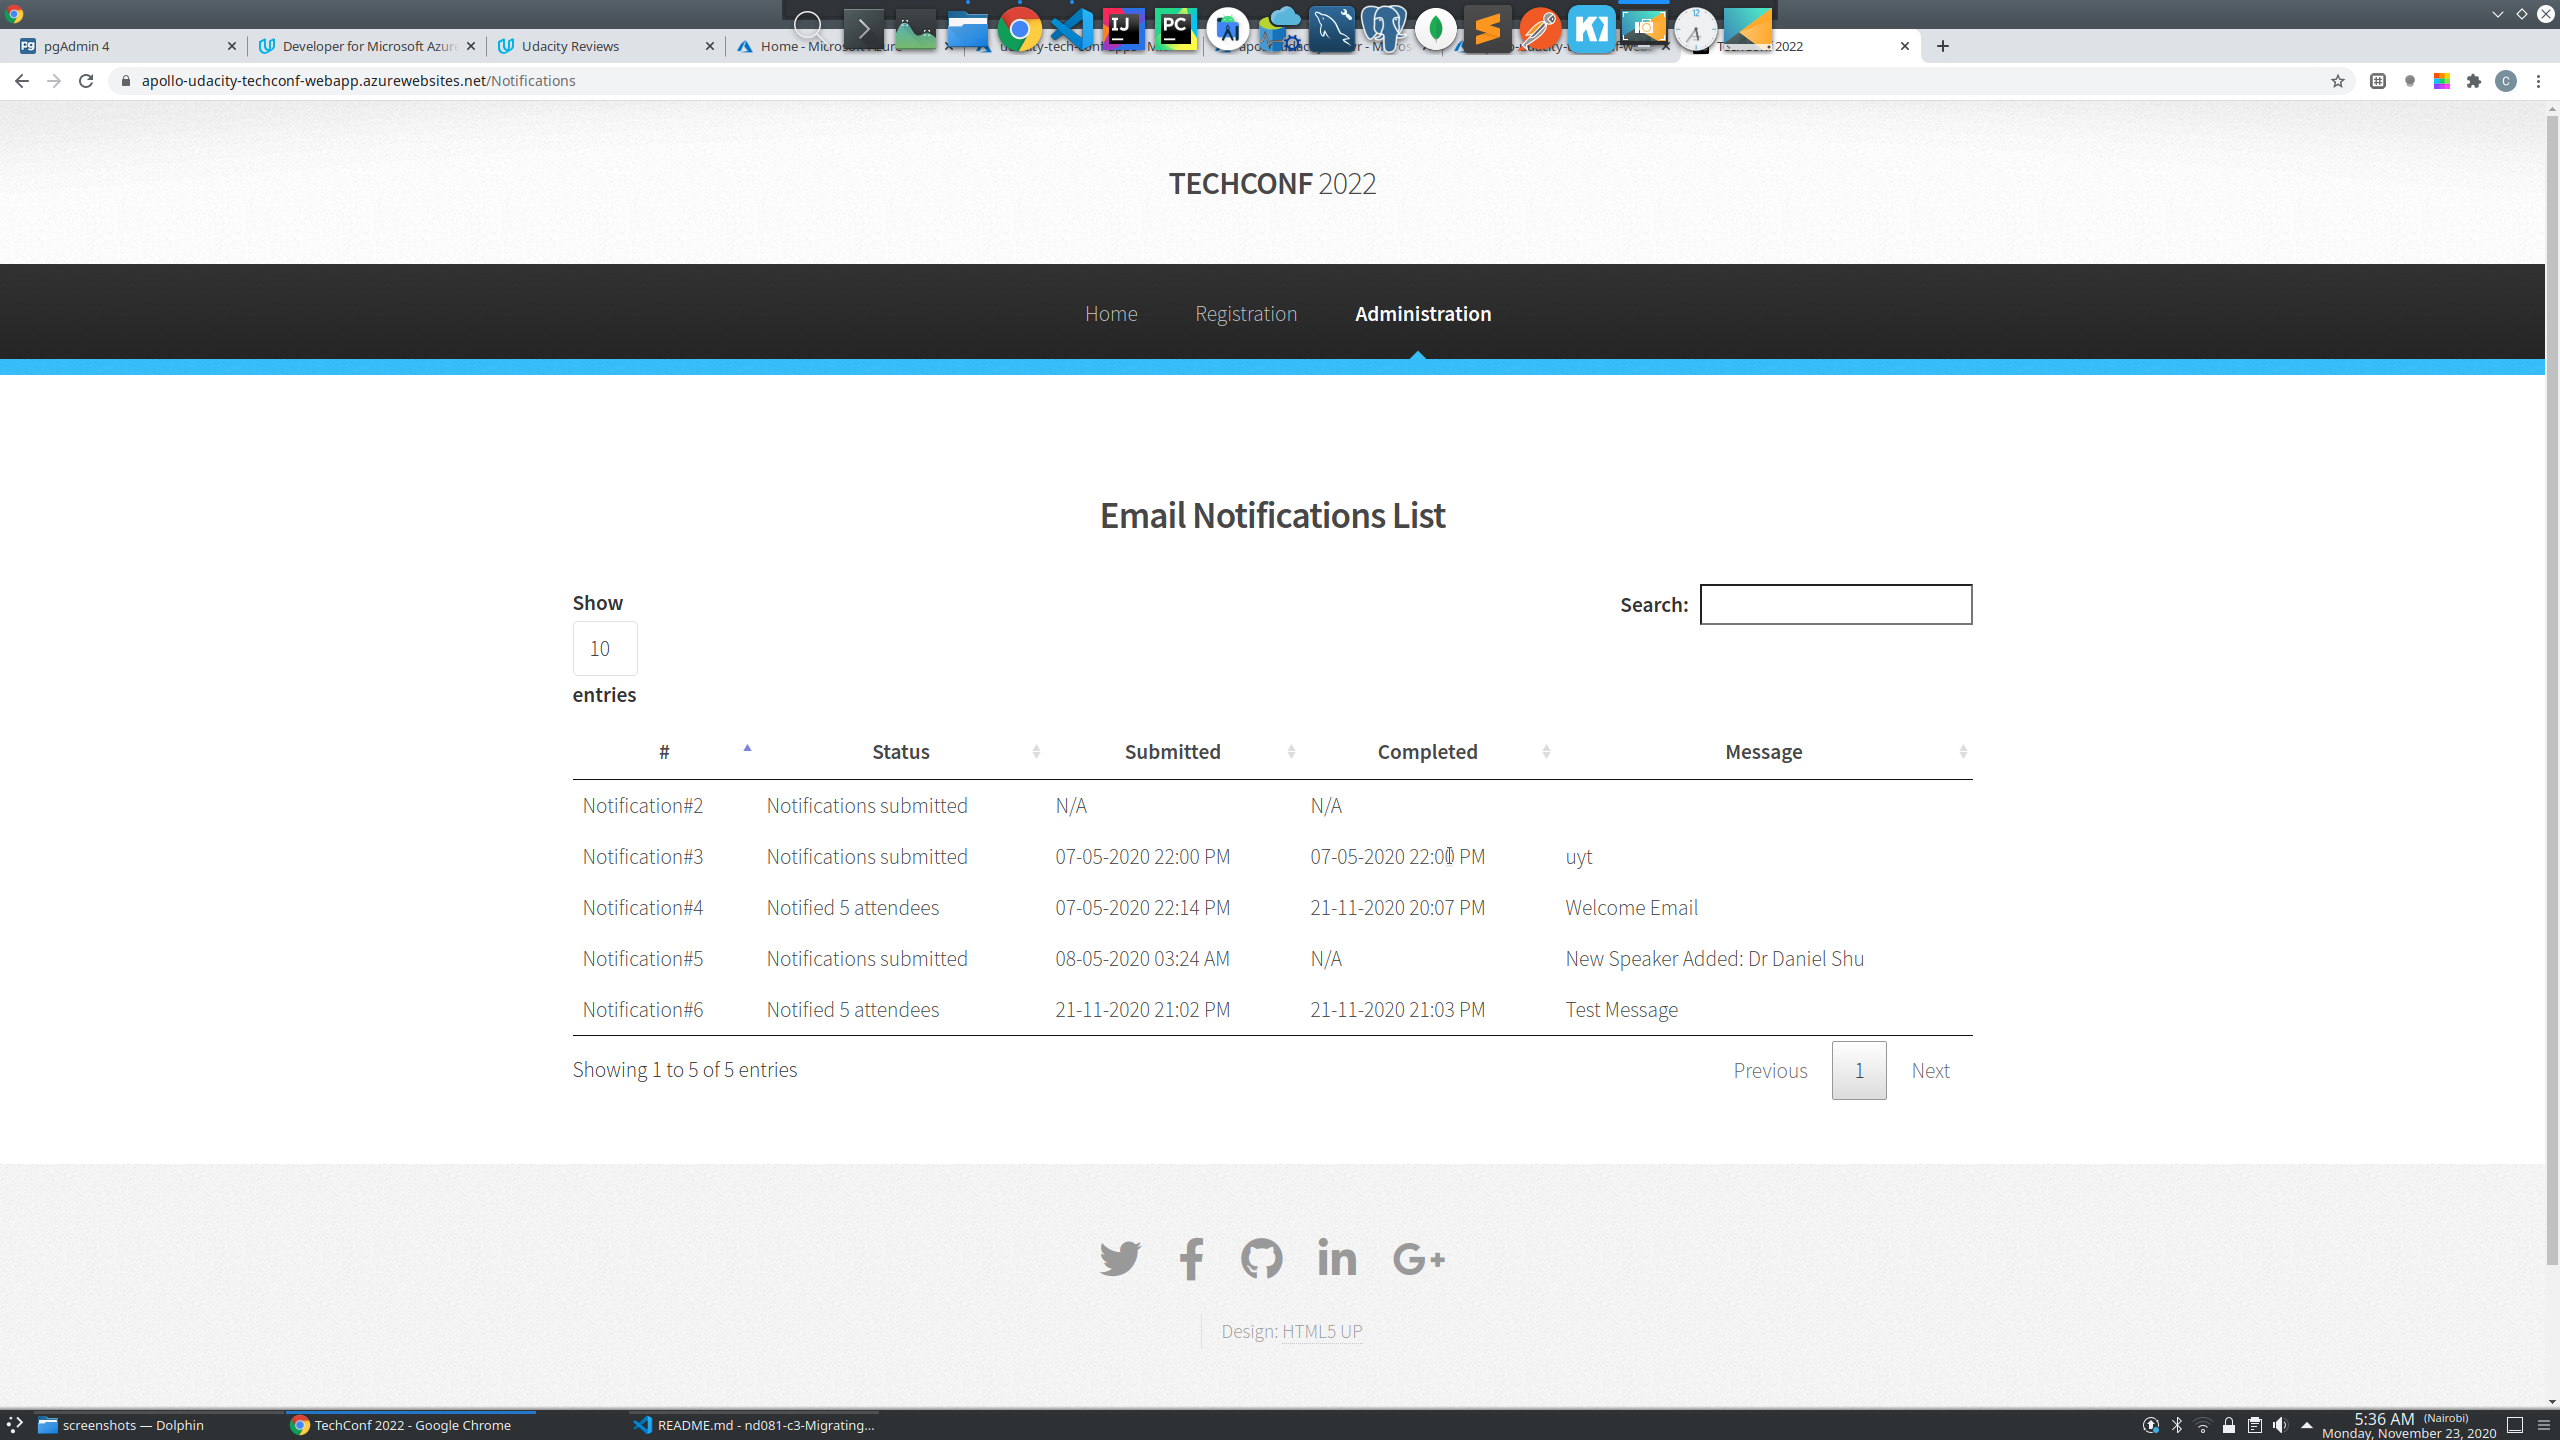 pgAdmin 4
Developer for Microsoft Azur
Udacity Reviews
Home - Microsoft Azure
2022
apollo-udacity-techconf-webapp.azurewebsites.net/Notifications
TECHCONF 2022
Home Registration Administration
Email Notifications List
Show
10
entries
Search:
# Status Submitted Completed Message
Notification#2 Notifications submitted N/A N/A
Notification#3 Notifications submitted 07-05-2020 22:00 PM 07-05-2020 22:00 PM uyt
Notification#4 Notified 5 attendees 07-05-2020 22:14 PM 21-11-2020 20:07 PM Welcome Email
Notification#5 Notifications submitted 08-05-2020 03:24 AM N/A New Speaker Added: Dr Daniel Shu
Notification#6 Notified 5 attendees 21-11-2020 21:02 PM 21-11-2020 21:03 PM Test Message
Showing 1 to 5 of 5 entries
Previous 1 Next
Design: HTML5 UP
screenshots — Dolphin
TechConf 2022 - Google Chrome
README.md - nd081-c3-Migrating...
5:36 AM (Nairobi)
Monday, November 23, 2020